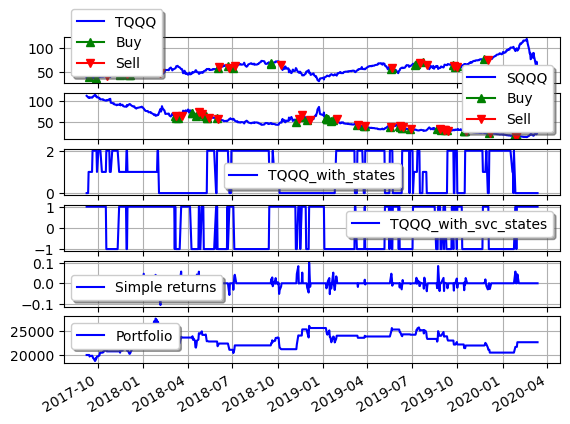 TQQQ
Buy
Sell
100
50
SQQQ
Buy
Sell
100
50
2
0
TQQQ_with_states
1
0
−1
TQQQ_with_svc_states
0.1
0.0
−0.1
Simple returns
25000
20000
Portfolio
2017-10
2018-01
2018-04
2018-07
2018-10
2019-01
2019-04
2019-07
2019-10
2020-01
2020-04